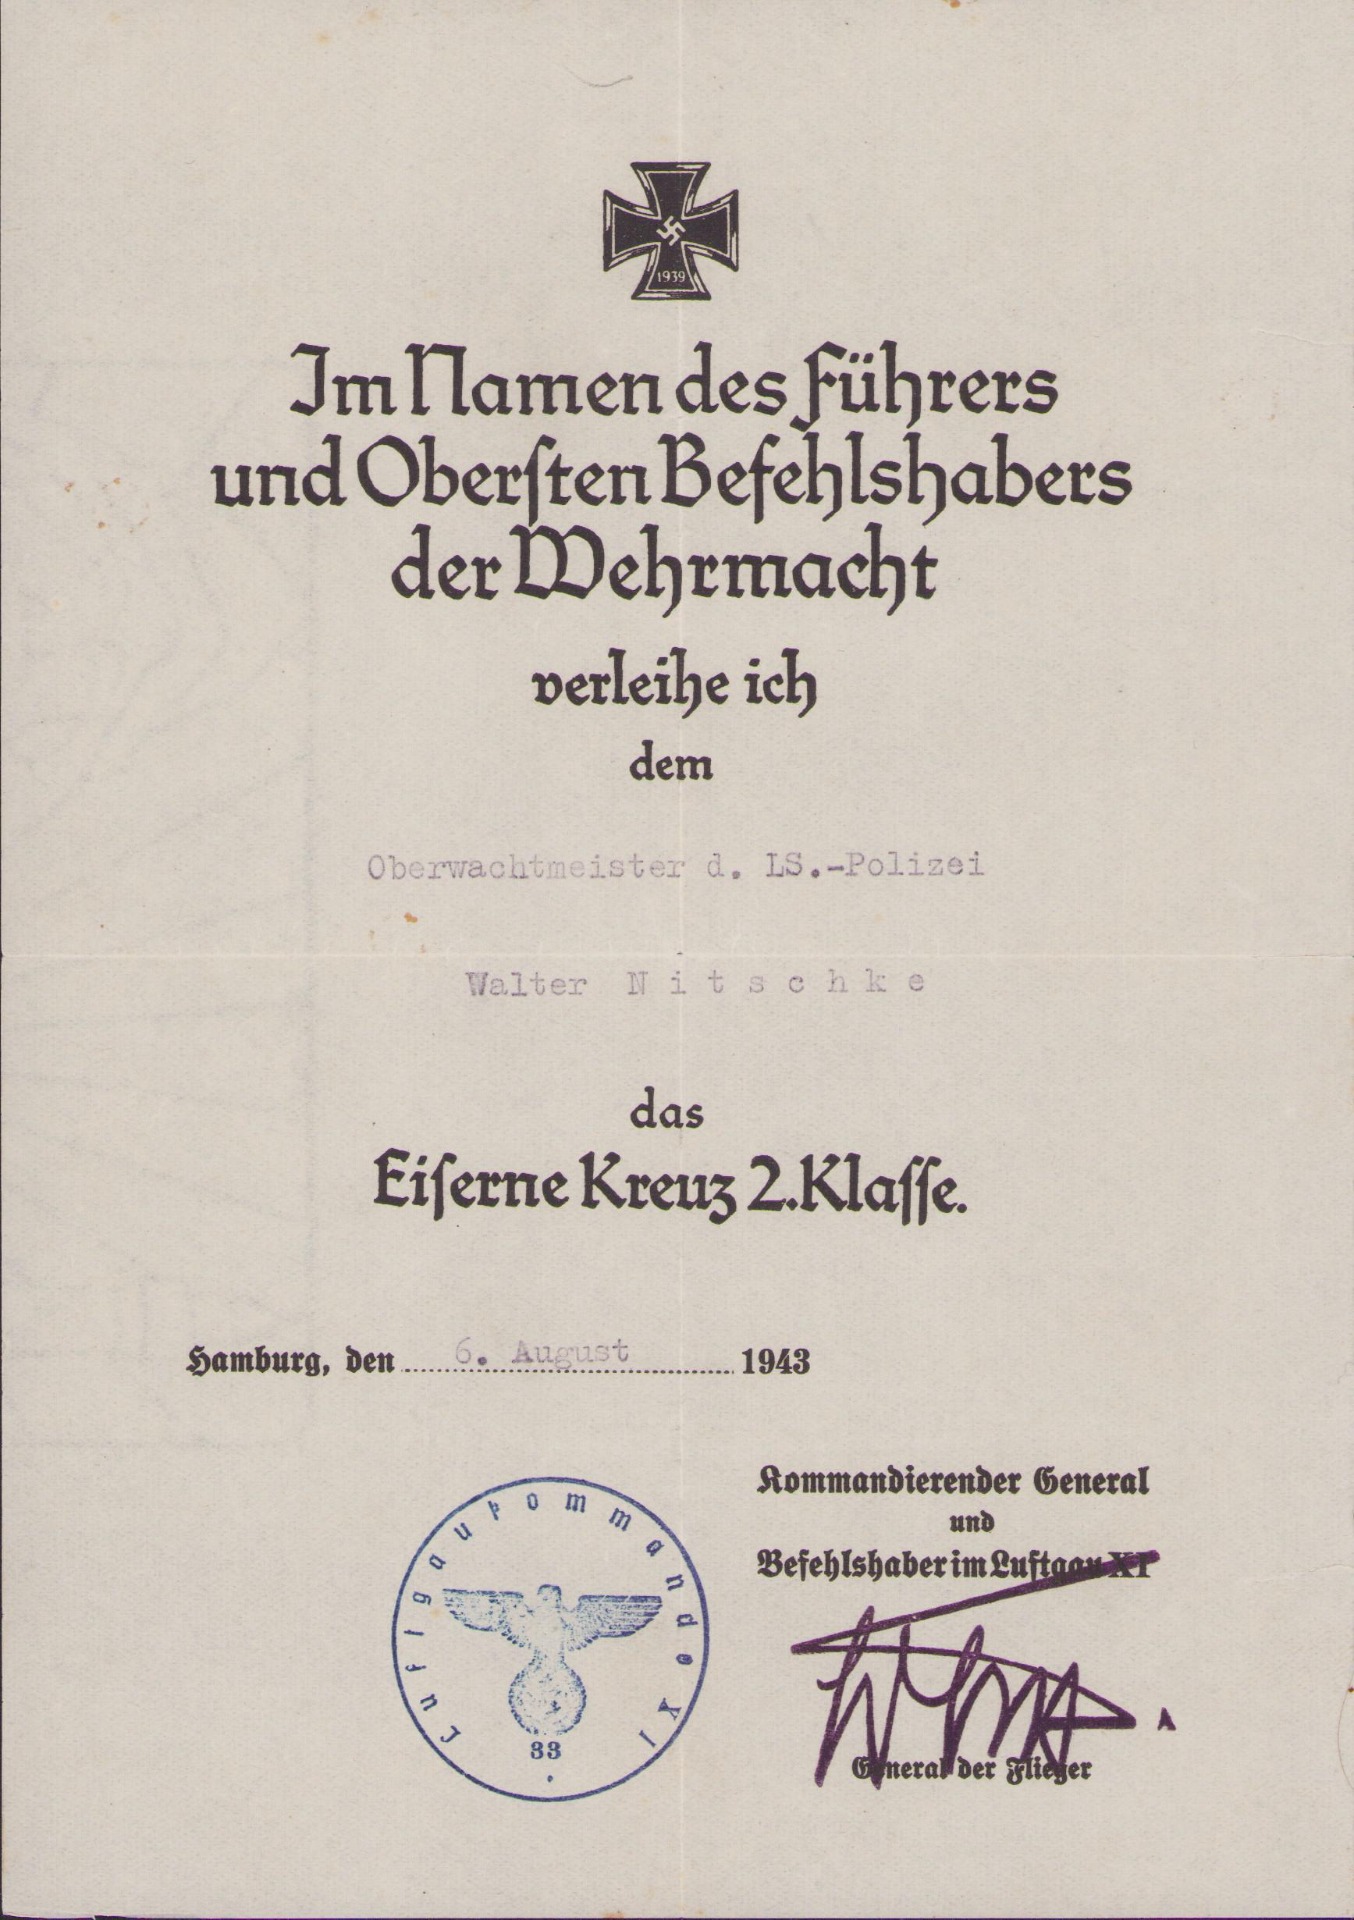 1939
Im Namen des Führers
und Oberſten Befehlshabers
der Wehrmacht
verleihe ich
dem
Oberwachtmeister d. LS.-Polizei
Walter N i t s c h k e
das
Eiſerne Kreuz 2. Klaſſe.
Hamburg, den 6. August 1943
Kommandierender General
und
Befehlshaber im Luftgau XI
Luftgaukommando XI
33
General der Flieger